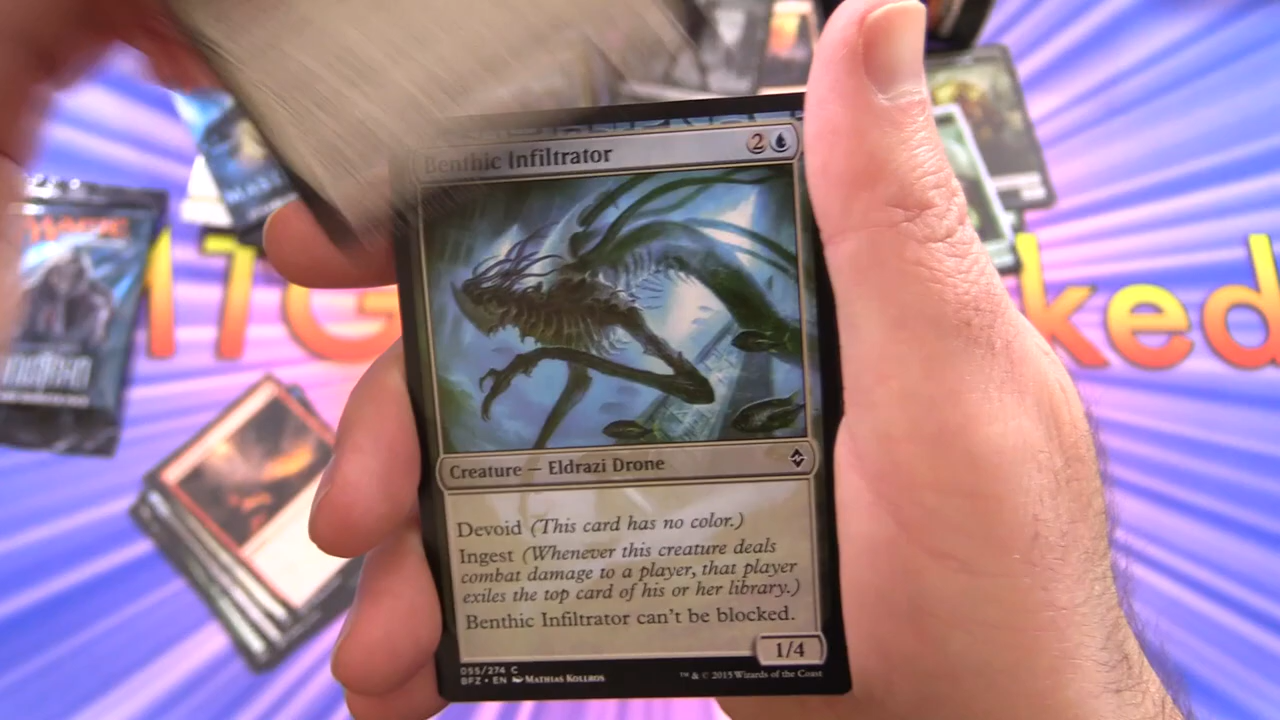 Benthic Infiltrator 2
MTG
ked
Creature — Eldrazi Drone
Devoid (This card has no color.)
Ingest (Whenever this creature deals
combat damage to a player, that player
exiles the top card of his or her library.)
Benthic Infiltrator can't be blocked.
1/4
055/274 C
BFZ • EN Mathias Kollros
™ & © 2015 Wizards of the Coast